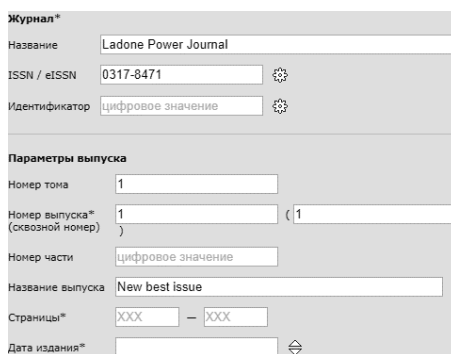 Журнал*
Название Ladone Power Journal
ISSN / eISSN 0317-8471
Идентификатор цифровое значение
Параметры выпуска
Номер тома 1
Номер выпуска* 1 ( 1
(сквозной номер) )
Номер части цифровое значение
Название выпуска New best issue
Страницы* XXX — XXX
Дата издания*